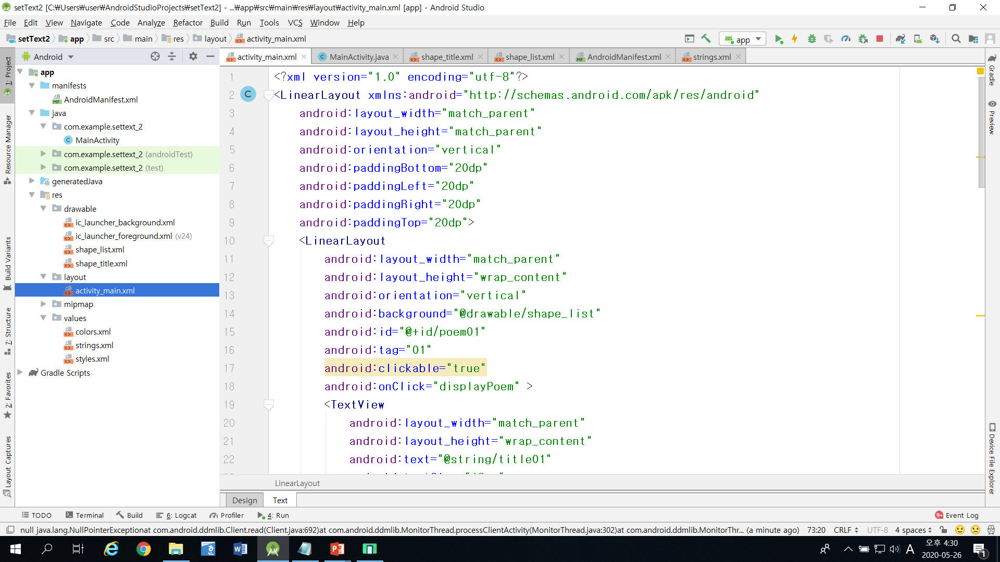 setText2 [C:₩Users₩user₩AndroidStudioProjects₩setText2] - ...₩app₩src₩main₩res₩layout₩activity_main.xml [app] - Android Studio
File Edit View Navigate Code Analyze Refactor Build Run Tools VCS Window Help
setText2 app src main res layout activity_main.xml app
Android
activity_main.xml MainActivity.java shape_title.xml shape_list.xml AndroidManifest.xml strings.xml
1: Project
Resource Manager
Build Variants
7: Structure
2: Favorites
Layout Captures
app
manifests
AndroidManifest.xml
java
com.example.settext_2
MainActivity
com.example.settext_2 (androidTest)
com.example.settext_2 (test)
generatedJava
res
drawable
ic_launcher_background.xml
ic_launcher_foreground.xml (v24)
shape_list.xml
shape_title.xml
layout
activity_main.xml
mipmap
values
colors.xml
strings.xml
styles.xml
Gradle Scripts
1 <?xml version="1.0" encoding="utf-8"?>
2 <LinearLayout xmlns:android="http://schemas.android.com/apk/res/android"
3 android:layout_width="match_parent"
4 android:layout_height="match_parent"
5 android:orientation="vertical"
6 android:paddingBottom="20dp"
7 android:paddingLeft="20dp"
8 android:paddingRight="20dp"
9 android:paddingTop="20dp">
10 <LinearLayout
11 android:layout_width="match_parent"
12 android:layout_height="wrap_content"
13 android:orientation="vertical"
14 android:background="@drawable/shape_list"
15 android:id="@+id/poem01"
16 android:tag="01"
17 android:clickable="true"
18 android:onClick="displayPoem" >
19 <TextView
20 android:layout_width="match_parent"
21 android:layout_height="wrap_content"
22 android:text="@string/title01"
LinearLayout
Design Text
Gradle
Preview
Device File Explorer
TODO Terminal Build 6: Logcat Profiler 4: Run 9+ Event Log
null java.lang.NullPointerExceptionat com.android.ddmlib.Client.read(Client.java:692)at com.android.ddmlib.MonitorThread.processClientActivity(MonitorThread.java:302)at com.android.ddmlib.MonitorThr... (a minute ago) 73:20 CRLF UTF-8 4 spaces
A 오후 4:30
2020-05-26
1